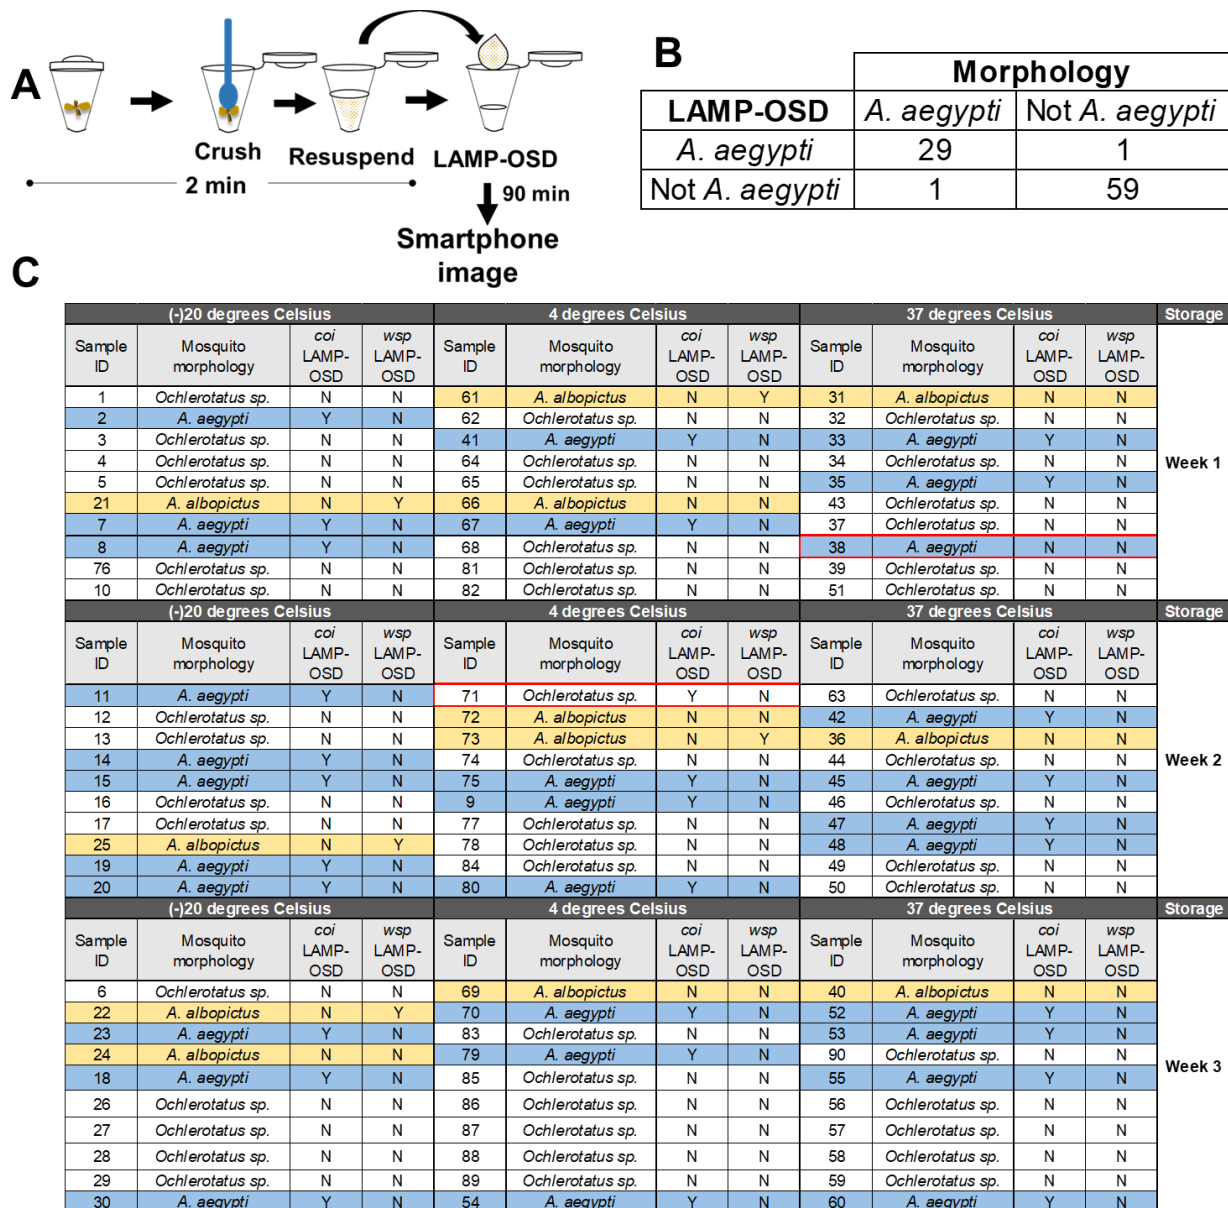 A
Crush
Resuspend
LAMP-OSD
2 min
90 min
Smartphone
image
B
Morphology
LAMP-OSD A. aegypti Not A. aegypti
A. aegypti 29 1
Not A. aegypti 1 59
C
(-)20 degrees Celsius 4 degrees Celsius 37 degrees Celsius Storage
Sample ID Mosquito morphology coi LAMP-OSD wsp LAMP-OSD Sample ID Mosquito morphology coi LAMP-OSD wsp LAMP-OSD Sample ID Mosquito morphology coi LAMP-OSD wsp LAMP-OSD
1 Ochlerotatus sp. N N 61 A. albopictus N Y 31 A. albopictus N N
2 A. aegypti Y N 62 Ochlerotatus sp. N N 32 Ochlerotatus sp. N N
3 Ochlerotatus sp. N N 41 A. aegypti Y N 33 A. aegypti Y N
4 Ochlerotatus sp. N N 64 Ochlerotatus sp. N N 34 Ochlerotatus sp. N N
Week 1
5 Ochlerotatus sp. N N 65 Ochlerotatus sp. N N 35 A. aegypti Y N
21 A. albopictus N Y 66 A. albopictus N N 43 Ochlerotatus sp. N N
7 A. aegypti Y N 67 A. aegypti Y N 37 Ochlerotatus sp. N N
8 A. aegypti Y N 68 Ochlerotatus sp. N N 38 A. aegypti N N
76 Ochlerotatus sp. N N 81 Ochlerotatus sp. N N 39 Ochlerotatus sp. N N
10 Ochlerotatus sp. N N 82 Ochlerotatus sp. N N 51 Ochlerotatus sp. N N
(-)20 degrees Celsius 4 degrees Celsius 37 degrees Celsius Storage
Sample ID Mosquito morphology coi LAMP-OSD wsp LAMP-OSD Sample ID Mosquito morphology coi LAMP-OSD wsp LAMP-OSD Sample ID Mosquito morphology coi LAMP-OSD wsp LAMP-OSD
11 A. aegypti Y N 71 Ochlerotatus sp. Y N 63 Ochlerotatus sp. N N
12 Ochlerotatus sp. N N 72 A. albopictus N N 42 A. aegypti Y N
13 Ochlerotatus sp. N N 73 A. albopictus N Y 36 A. albopictus N N
14 A. aegypti Y N 74 Ochlerotatus sp. N N 44 Ochlerotatus sp. N N
Week 2
15 A. aegypti Y N 75 A. aegypti Y N 45 A. aegypti Y N
16 Ochlerotatus sp. N N 9 A. aegypti Y N 46 Ochlerotatus sp. N N
17 Ochlerotatus sp. N N 77 Ochlerotatus sp. N N 47 A. aegypti Y N
25 A. albopictus N Y 78 Ochlerotatus sp. N N 48 A. aegypti Y N
19 A. aegypti Y N 84 Ochlerotatus sp. N N 49 Ochlerotatus sp. N N
20 A. aegypti Y N 80 A. aegypti Y N 50 Ochlerotatus sp. N N
(-)20 degrees Celsius 4 degrees Celsius 37 degrees Celsius Storage
Sample ID Mosquito morphology coi LAMP-OSD wsp LAMP-OSD Sample ID Mosquito morphology coi LAMP-OSD wsp LAMP-OSD Sample ID Mosquito morphology coi LAMP-OSD wsp LAMP-OSD
6 Ochlerotatus sp. N N 69 A. albopictus N N 40 A. albopictus N N
22 A. albopictus N Y 70 A. aegypti Y N 52 A. aegypti Y N
23 A. aegypti Y N 83 Ochlerotatus sp. N N 53 A. aegypti Y N
24 A. albopictus N N 79 A. aegypti Y N 90 Ochlerotatus sp. N N
Week 3
18 A. aegypti Y N 85 Ochlerotatus sp. N N 55 A. aegypti Y N
26 Ochlerotatus sp. N N 86 Ochlerotatus sp. N N 56 Ochlerotatus sp. N N
27 Ochlerotatus sp. N N 87 Ochlerotatus sp. N N 57 Ochlerotatus sp. N N
28 Ochlerotatus sp. N N 88 Ochlerotatus sp. N N 58 Ochlerotatus sp. N N
29 Ochlerotatus sp. N N 89 Ochlerotatus sp. N N 59 Ochlerotatus sp. N N
30 A. aegypti Y N 54 A. aegypti Y N 60 A. aegypti Y N